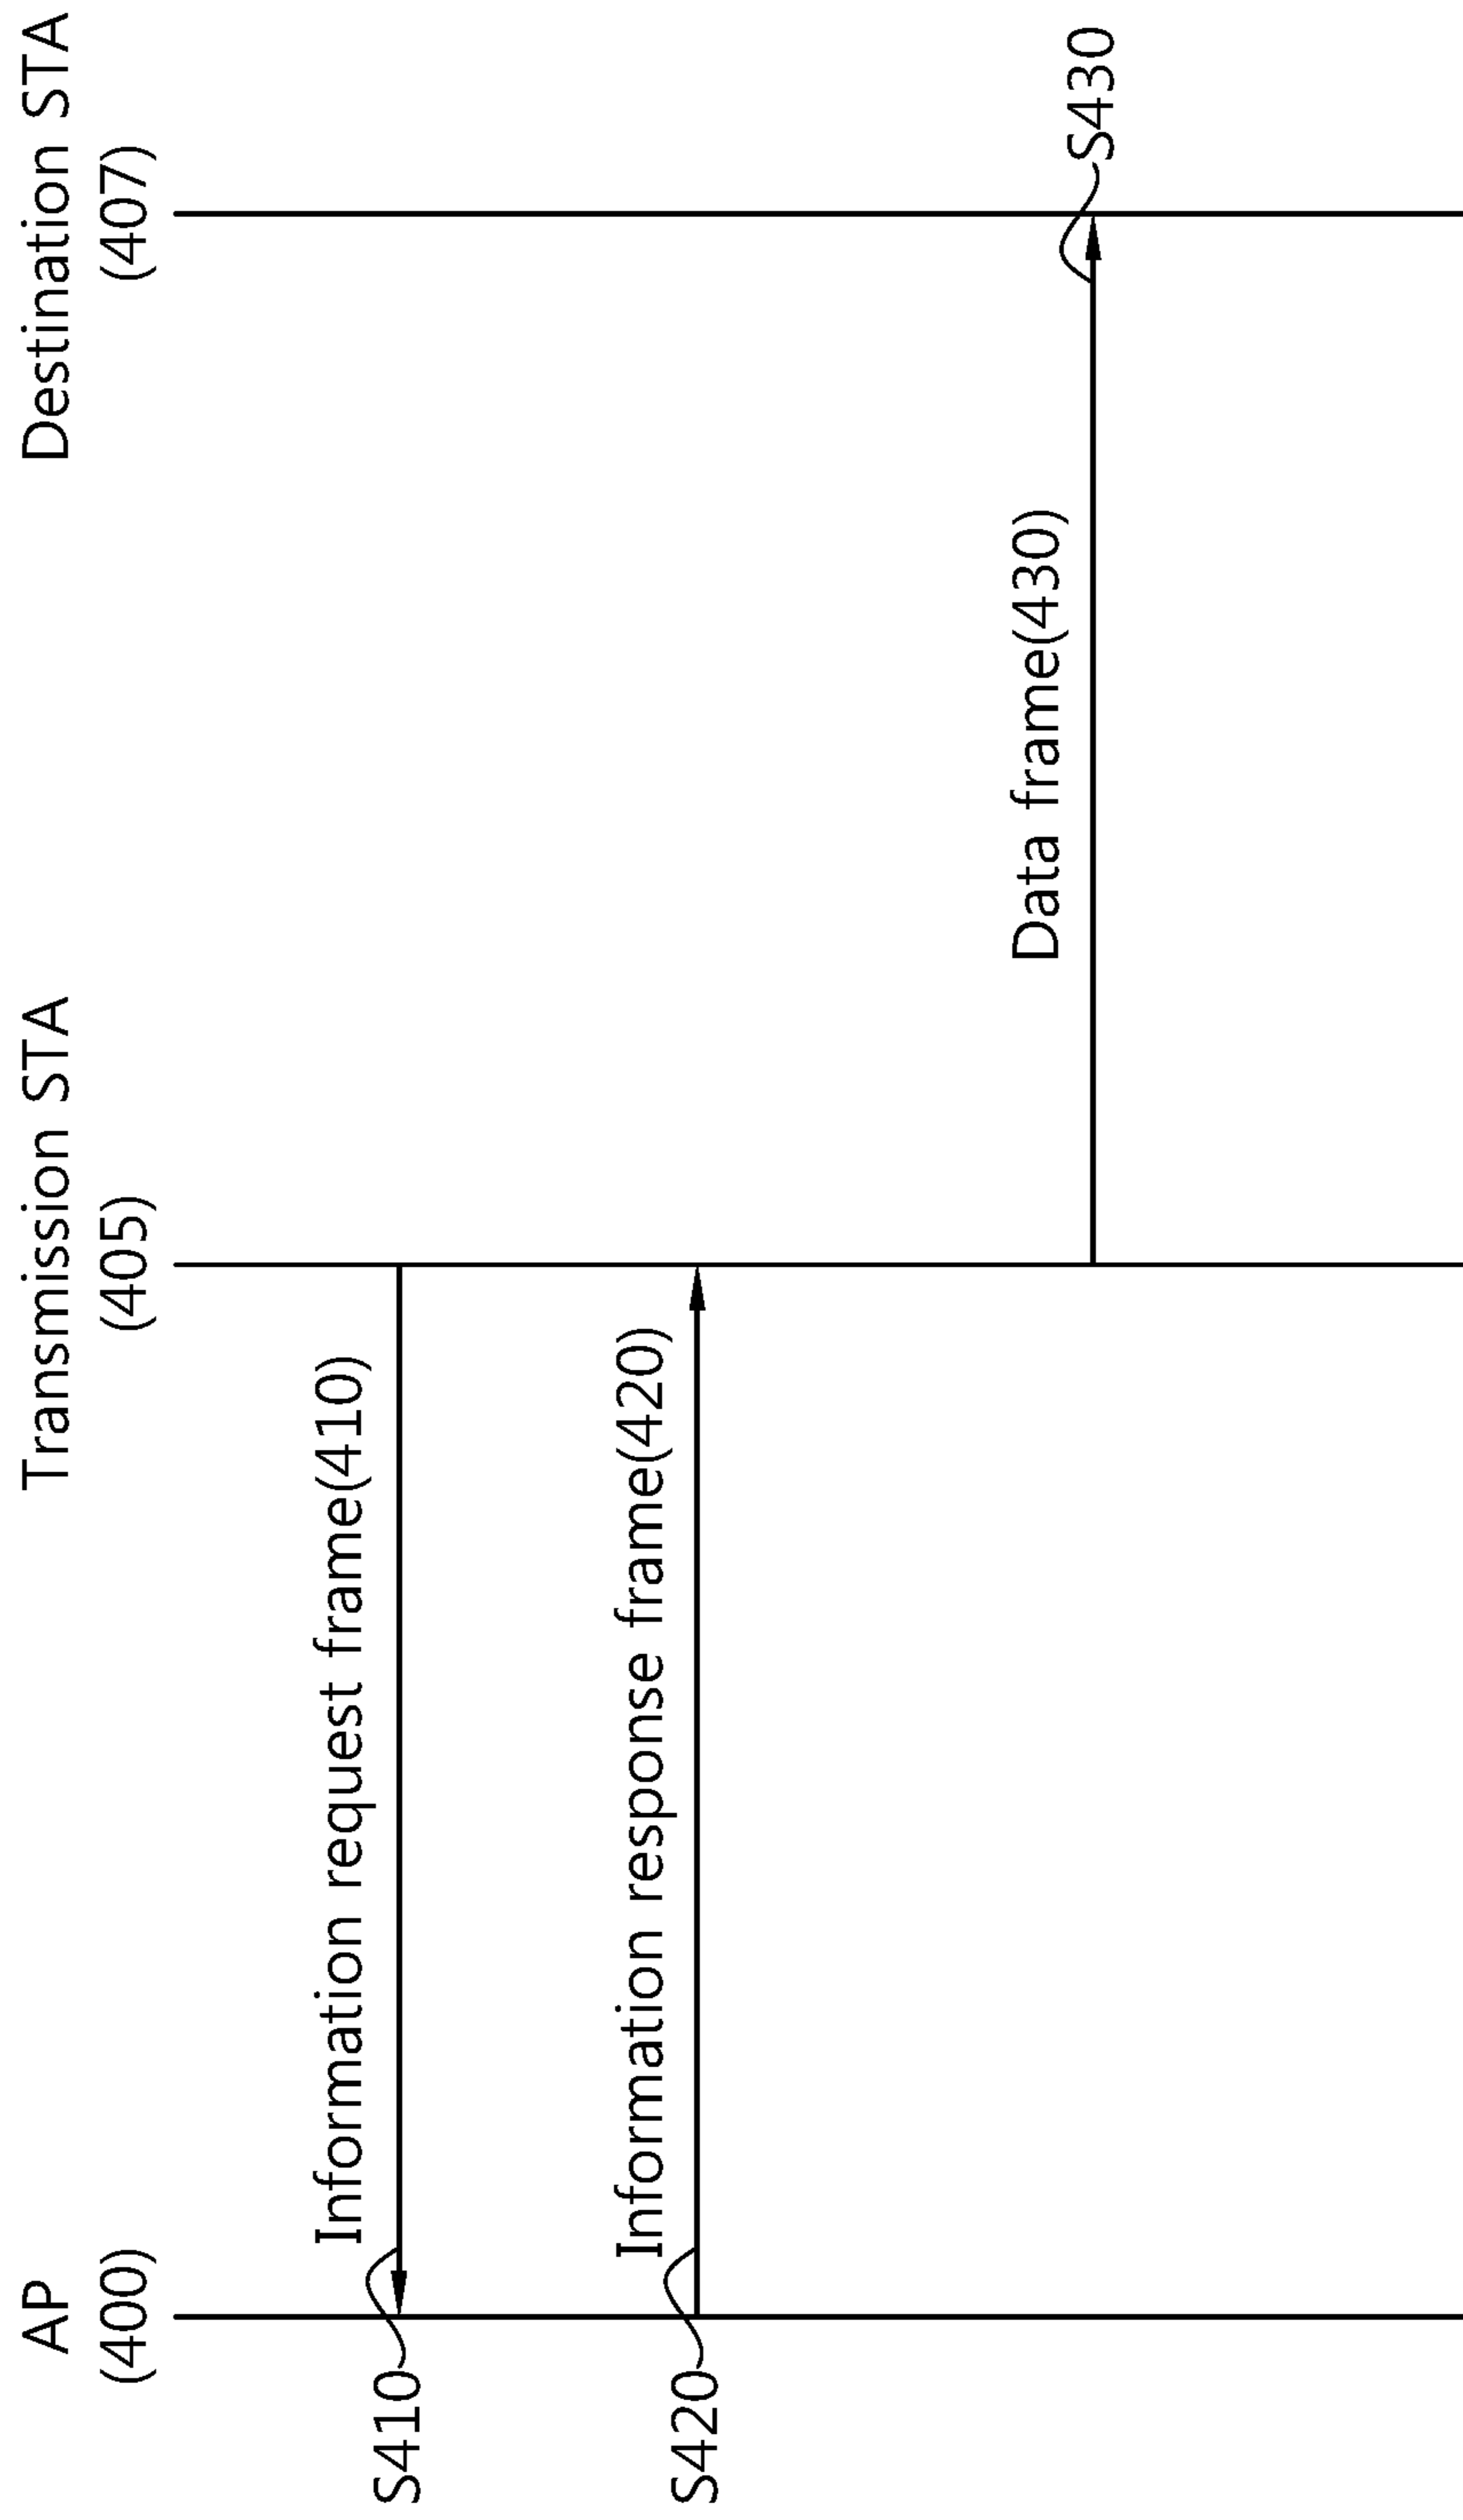 AP
(400)
Transmission STA
(405)
Destination STA
(407)
Information request frame(410)
S410
Information response frame(420)
S420
Data frame(430)
S430